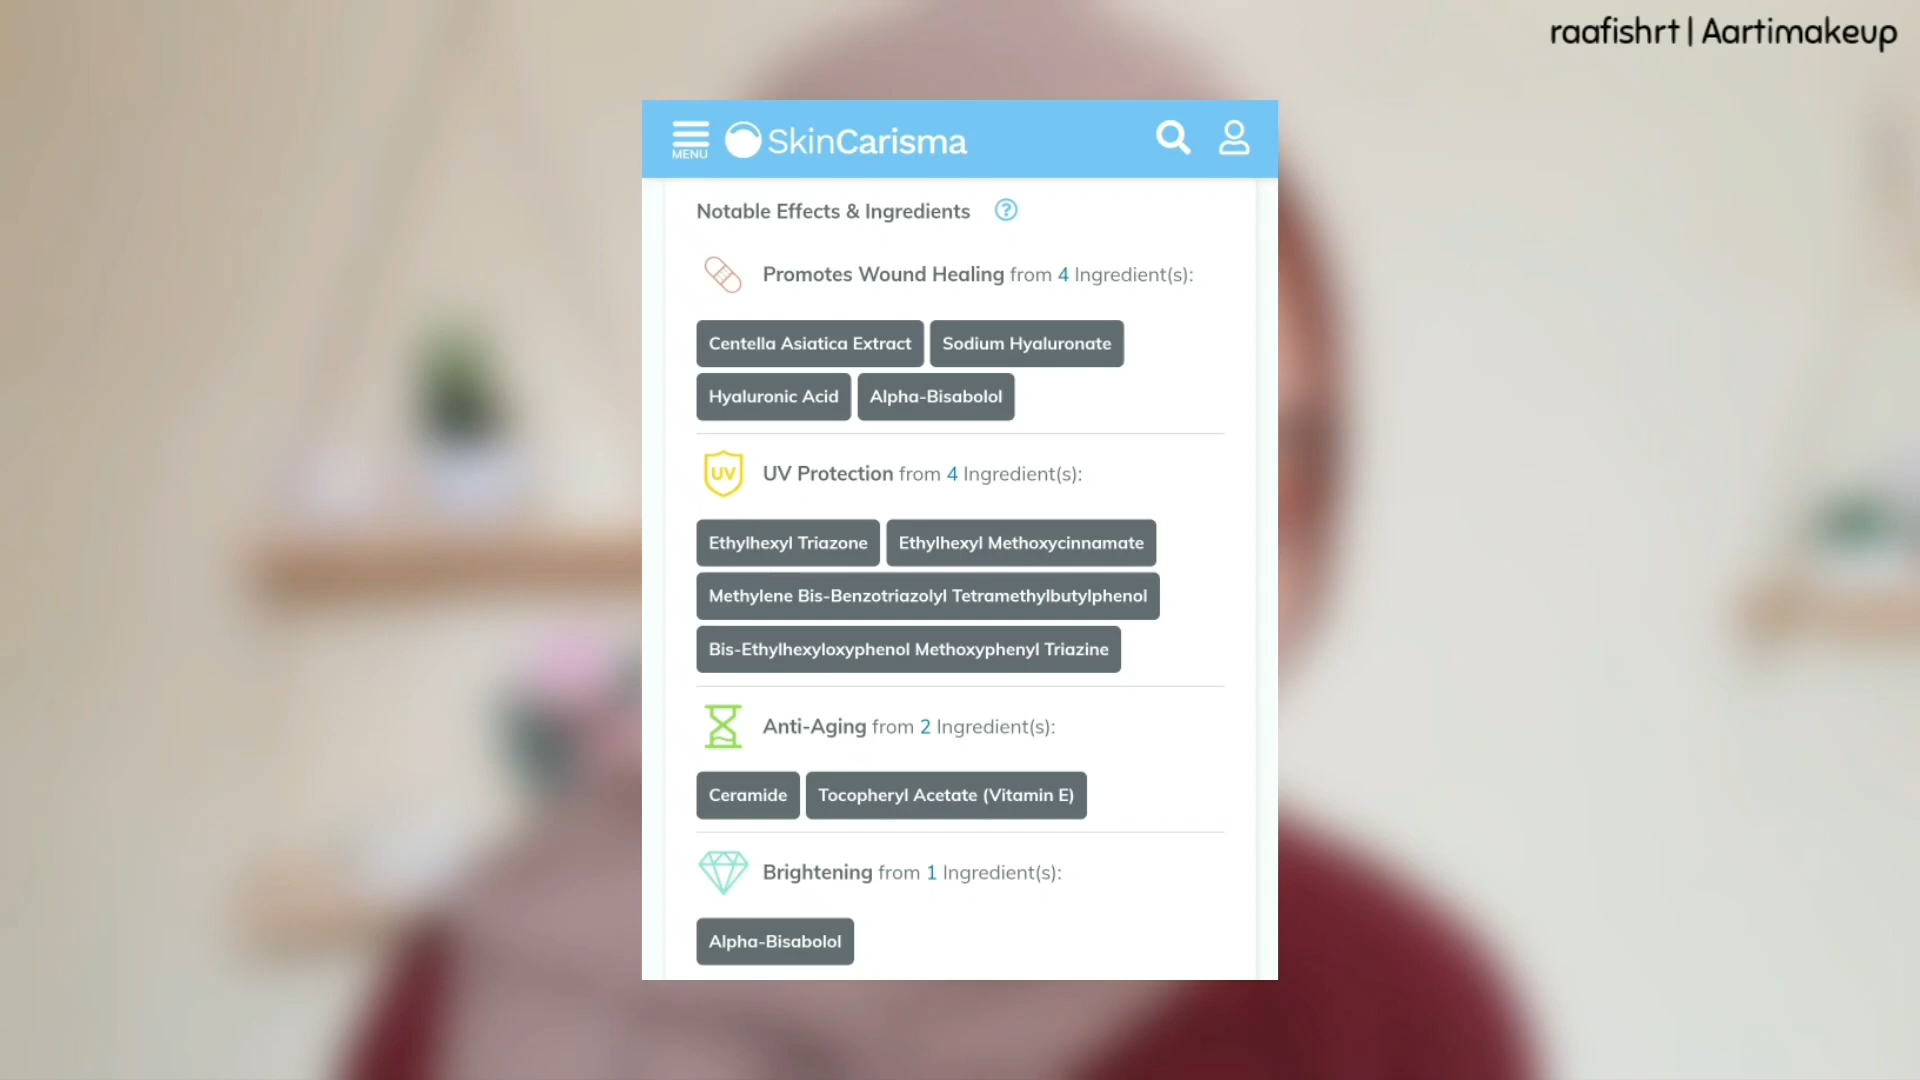 raafishrt | Aartimakeup
MENU SkinCarisma
Notable Effects & Ingredients ?
Promotes Wound Healing from 4 Ingredient(s):
Centella Asiatica Extract Sodium Hyaluronate
Hyaluronic Acid Alpha-Bisabolol
UV UV Protection from 4 Ingredient(s):
Ethylhexyl Triazone Ethylhexyl Methoxycinnamate
Methylene Bis-Benzotriazolyl Tetramethylbutylphenol
Bis-Ethylhexyloxyphenol Methoxyphenyl Triazine
Anti-Aging from 2 Ingredient(s):
Ceramide Tocopheryl Acetate (Vitamin E)
Brightening from 1 Ingredient(s):
Alpha-Bisabolol